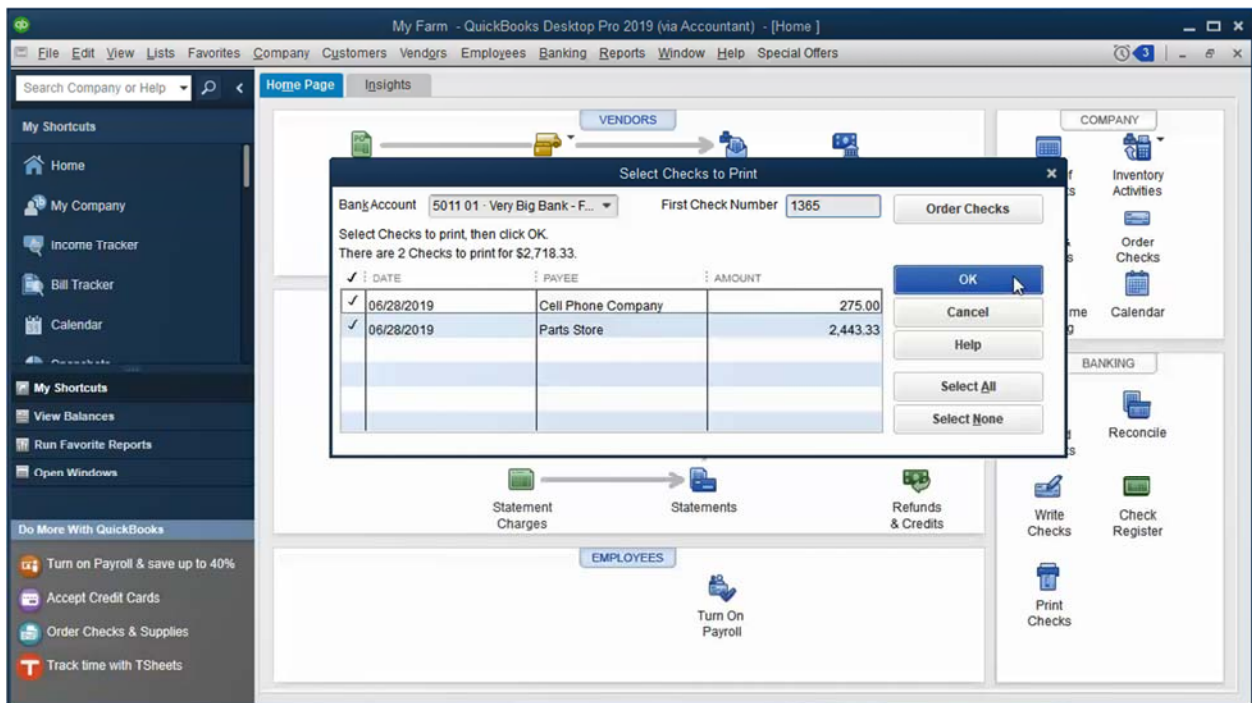 My Farm - QuickBooks Desktop Pro 2019 (via Accountant) - [Home ]
File Edit View Lists Favorites Company Customers Vendors Employees Banking Reports Window Help Special Offers 3
Search Company or Help
Home Page Insights
My Shortcuts
Home
My Company
Income Tracker
Bill Tracker
Calendar
My Shortcuts
View Balances
Run Favorite Reports
Open Windows
Do More With QuickBooks
Turn on Payroll & save up to 40%
Accept Credit Cards
Order Checks & Supplies
Track time with TSheets
VENDORS
Select Checks to Print
Bank Account 5011 01 · Very Big Bank - F... First Check Number 1365 Order Checks
Select Checks to print, then click OK.
There are 2 Checks to print for $2,718.33.
✓ DATE PAYEE AMOUNT
✓ 06/28/2019 Cell Phone Company 275.00
✓ 06/28/2019 Parts Store 2,443.33
OK
Cancel
Help
Select All
Select None
Statement
Charges
Statements
Refunds
& Credits
EMPLOYEES
Turn On
Payroll
COMPANY
Inventory
Activities
Order
Checks
Calendar
BANKING
Reconcile
Write
Checks
Check
Register
Print
Checks